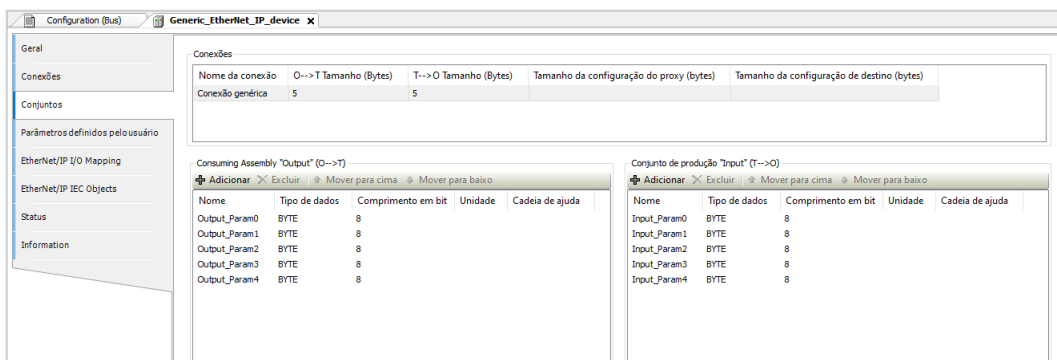 Configuration (Bus) Generic_EtherNet_IP_device X
Geral
Conexões
Conjuntos
Parâmetros definidos pelo usuário
EtherNet/IP I/O Mapping
EtherNet/IP IEC Objects
Status
Information
Conexões
Nome da conexão O-->T Tamanho (Bytes) T-->O Tamanho (Bytes) Tamanho da configuração do proxy (bytes) Tamanho da configuração de destino (bytes)
Conexão genérica 5 5
Consuming Assembly "Output" (O-->T)
Adicionar Excluir Mover para cima Mover para baixo
Nome Tipo de dados Comprimento em bit Unidade Cadeia de ajuda
Output_Param0 BYTE 8
Output_Param1 BYTE 8
Output_Param2 BYTE 8
Output_Param3 BYTE 8
Output_Param4 BYTE 8
Conjunto de produção "Input" (T-->O)
Adicionar Excluir Mover para cima Mover para baixo
Nome Tipo de dados Comprimento em bit Unidade Cadeia de ajuda
Input_Param0 BYTE 8
Input_Param1 BYTE 8
Input_Param2 BYTE 8
Input_Param3 BYTE 8
Input_Param4 BYTE 8